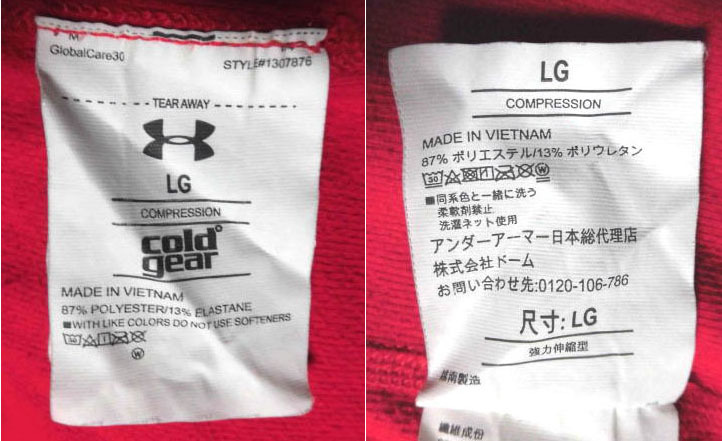 M
GlobalCare30
STYLE#1307876
TEAR AWAY
LG
COMPRESSION
cold
gear
MADE IN VIETNAM
87% POLYESTER/13% ELASTANE
■WITH LIKE COLORS DO NOT USE SOFTENERS
LG
COMPRESSION
MADE IN VIETNAM
87% ポリエステル/13% ポリウレタン
■同系色と一緒に洗う
柔軟剤禁止
洗濯ネット使用
アンダーアーマー日本総代理店
株式会社ドーム
お問い合わせ先:0120-106-786
尺寸: LG
強力伸縮型
越南製造
纖維成份